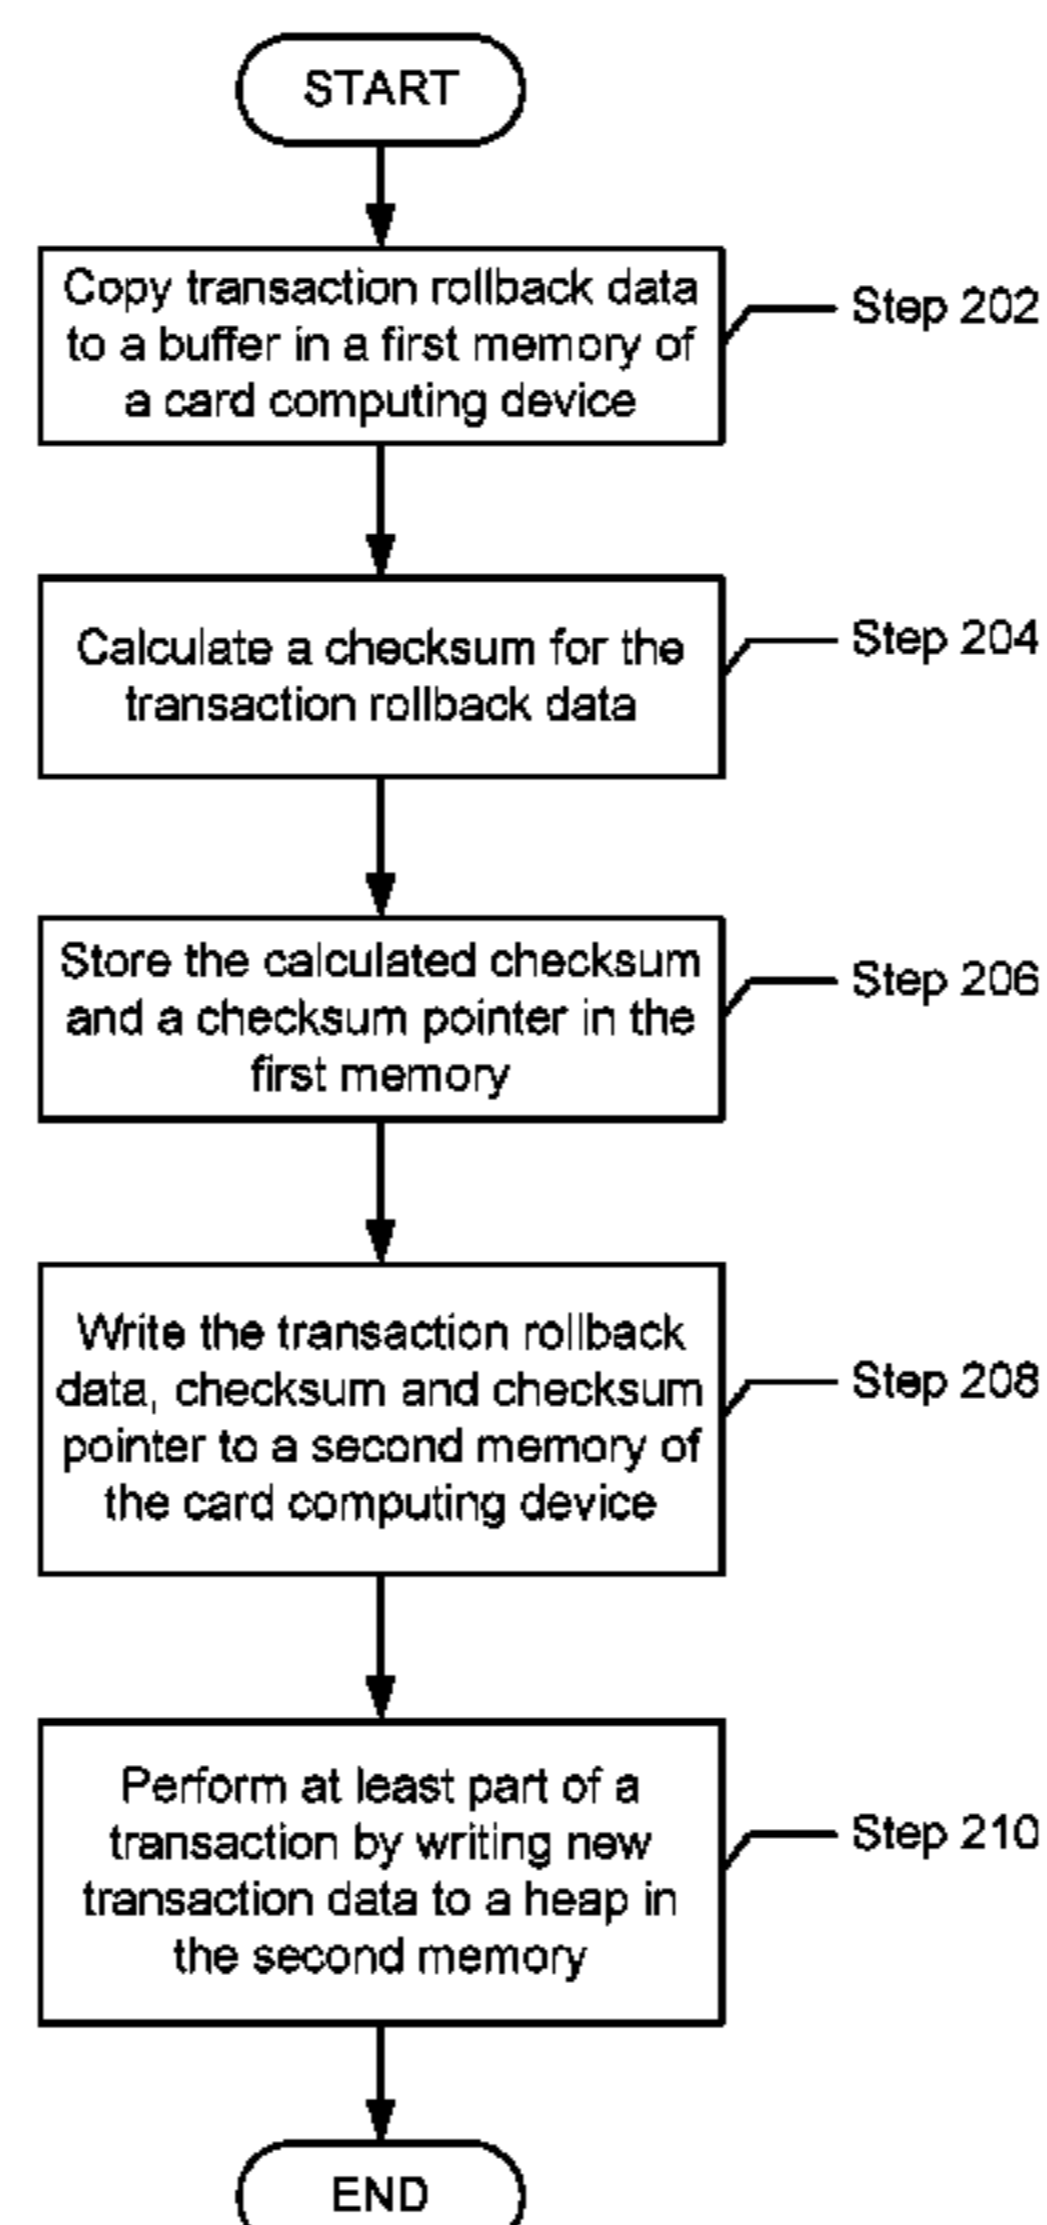 START
Copy transaction rollback data
to a buffer in a first memory of
a card computing device
Step 202
Calculate a checksum for the
transaction rollback data
Step 204
Store the calculated checksum
and a checksum pointer in the
first memory
Step 206
Write the transaction rollback
data, checksum and checksum
pointer to a second memory of
the card computing device
Step 208
Perform at least part of a
transaction by writing new
transaction data to a heap in
the second memory
Step 210
END